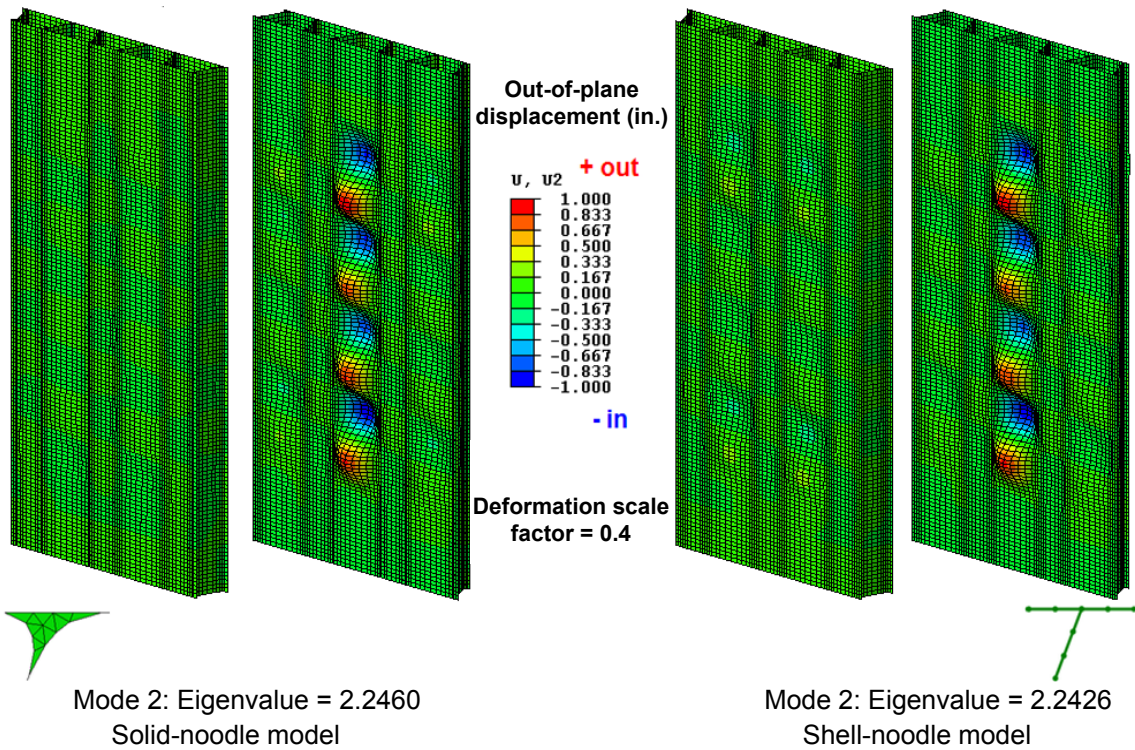 Out-of-plane
displacement (in.)
+ out
U, U2
1.000
0.833
0.667
0.500
0.333
0.167
0.000
-0.167
-0.333
-0.500
-0.667
-0.833
-1.000
- in
Deformation scale
factor = 0.4
Mode 2: Eigenvalue = 2.2460
Solid-noodle model
Mode 2: Eigenvalue = 2.2426
Shell-noodle model